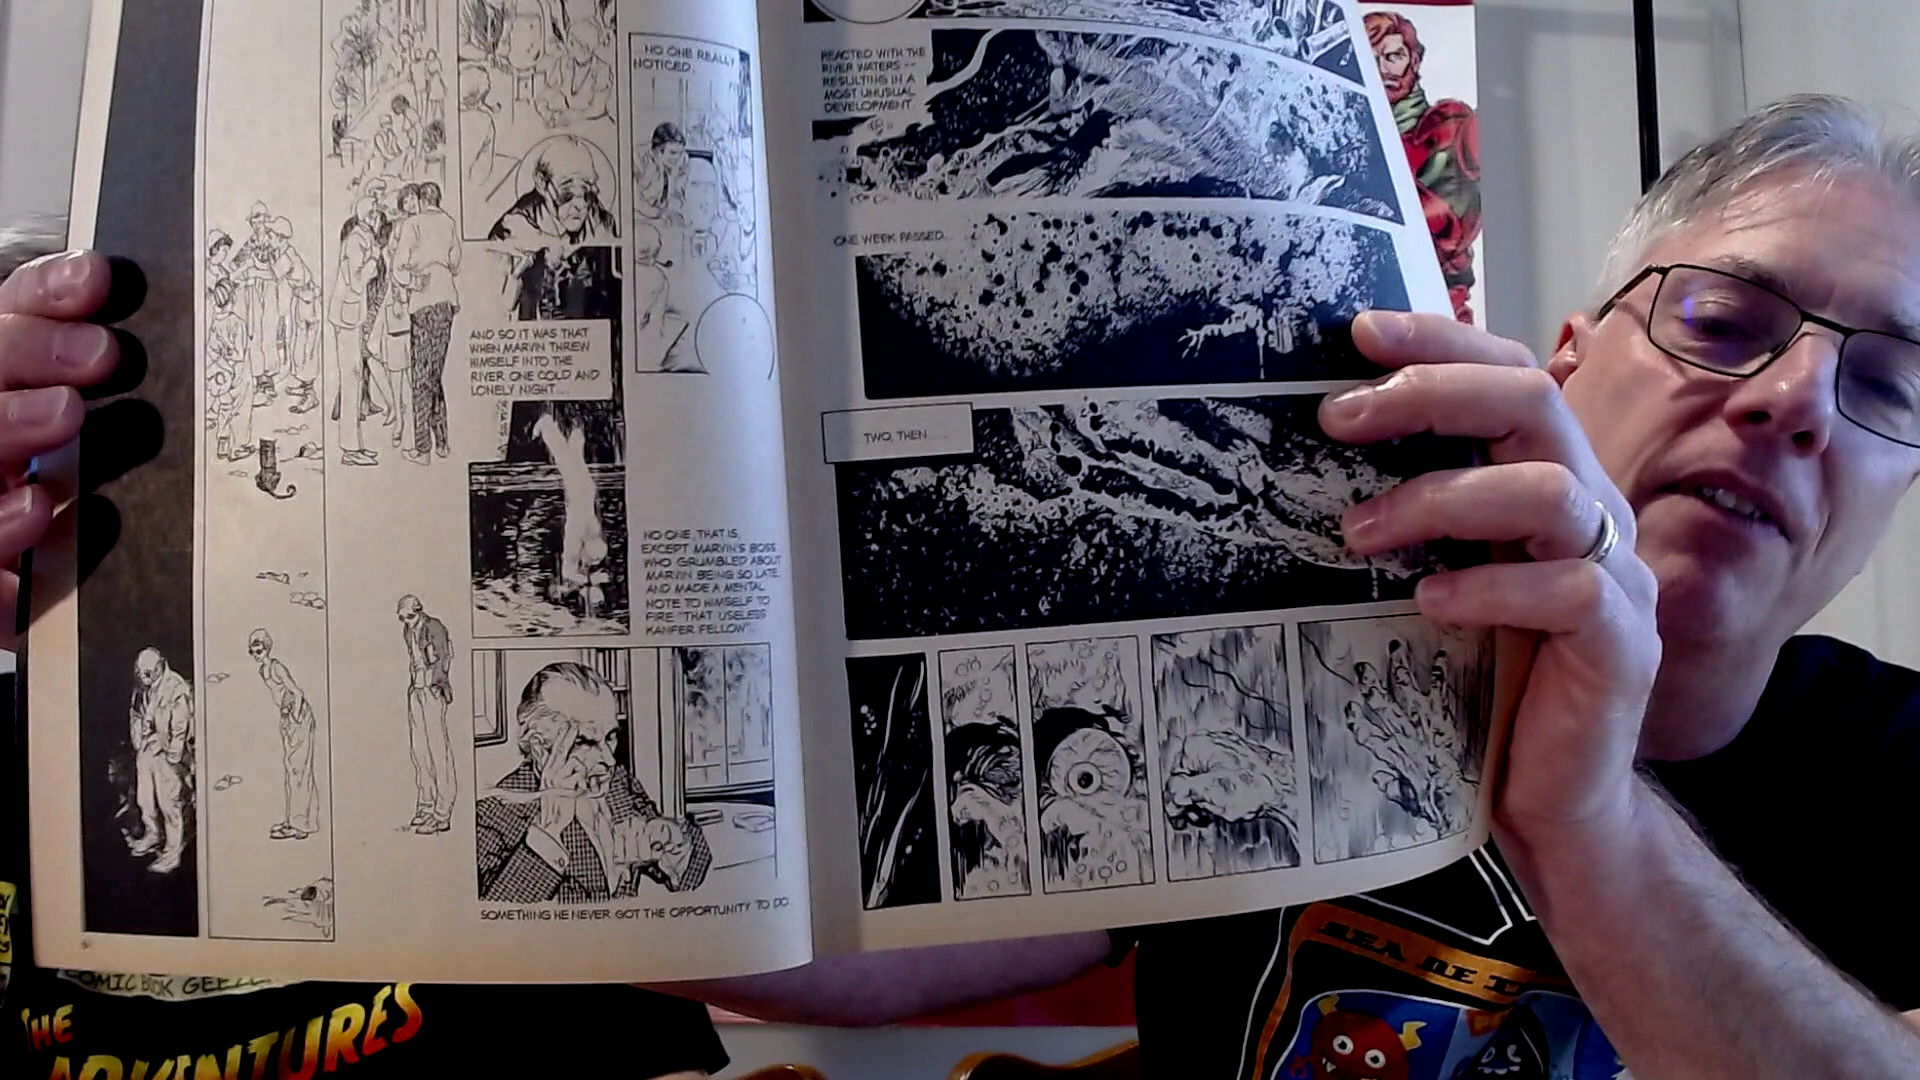 NO ONE REALLY
NOTICED.
AND SO IT WAS THAT
WHEN MARVIN THREW
HIMSELF INTO THE
RIVER ONE COLD AND
LONELY NIGHT...
NO ONE, THAT IS,
EXCEPT MARVIN'S BOSS
WHO GRUMBLED ABOUT
MARVIN BEING SO LATE
AND MADE A MENTAL
NOTE TO HIMSELF TO
FIRE "THAT USELESS
KANFER FELLOW"...
SOMETHING HE NEVER GOT THE OPPORTUNITY TO DO
REACTED WITH THE
RIVER WATERS --
RESULTING IN A
MOST UNUSUAL
DEVELOPMENT.
ONE WEEK PASSED...
TWO, THEN....
COMIC BOOK
THE
ADVENTURES